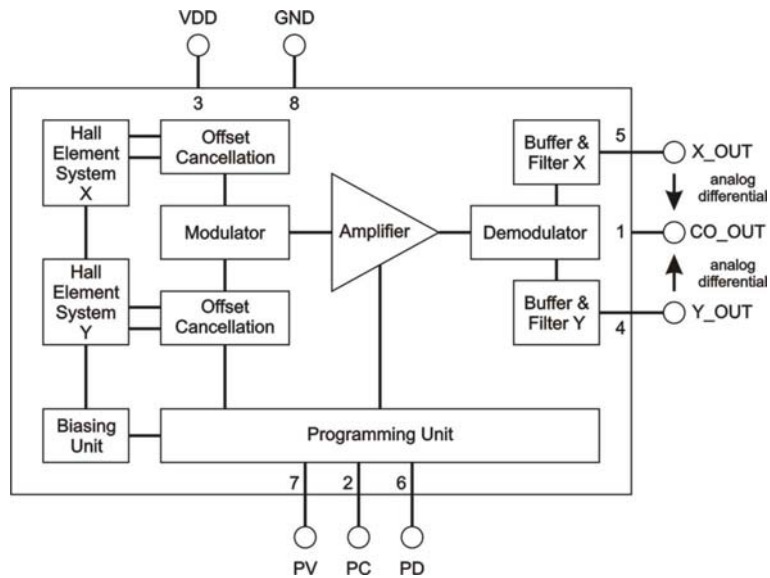 VDD
GND
3
8
Hall
Element
System
X
Offset
Cancellation
Buffer &
Filter X
5
X_OUT
analog
differential
Modulator
Amplifier
Demodulator
1
CO_OUT
analog
differential
Hall
Element
System
Y
Offset
Cancellation
Buffer &
Filter Y
4
Y_OUT
Biasing
Unit
Programming Unit
7
2
6
PV
PC
PD